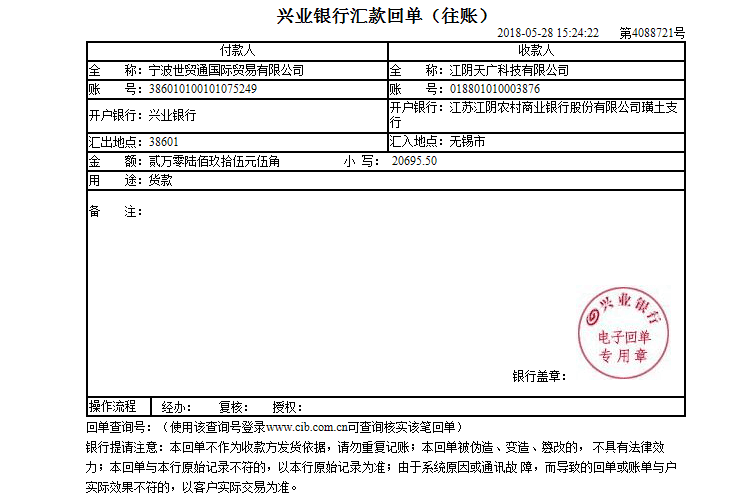 兴业银行汇款回单（往账）
2018-05-28 15:24:22 第4088721号
付款人 收款人
全 称：宁波世贸通国际贸易有限公司 全 称：江阴天广科技有限公司
账 号：386010100101075249 账 号：018801010003876
开户银行：兴业银行 开户银行：江苏江阴农村商业银行股份有限公司璜土支
行
汇出地点：38601 汇入地点：无锡市
金 额：贰万零陆佰玖拾伍元伍角 小 写： 20695.50
用 途：货款
备 注：
兴业银行
电子回单
专用章
银行盖章：
操作流程 经办： 复核： 授权：
回单查询号：（使用该查询号登录www.cib.com.cn可查询核实该笔回单）
银行提请注意：本回单不作为收款方发货依据，请勿重复记账；本回单被伪造、变造、篡改的， 不具有法律效
力；本回单与本行原始记录不符的，以本行原始记录为准；由于系统原因或通讯故 障，而导致的回单或账单与户
实际效果不符的，以客户实际交易为准。